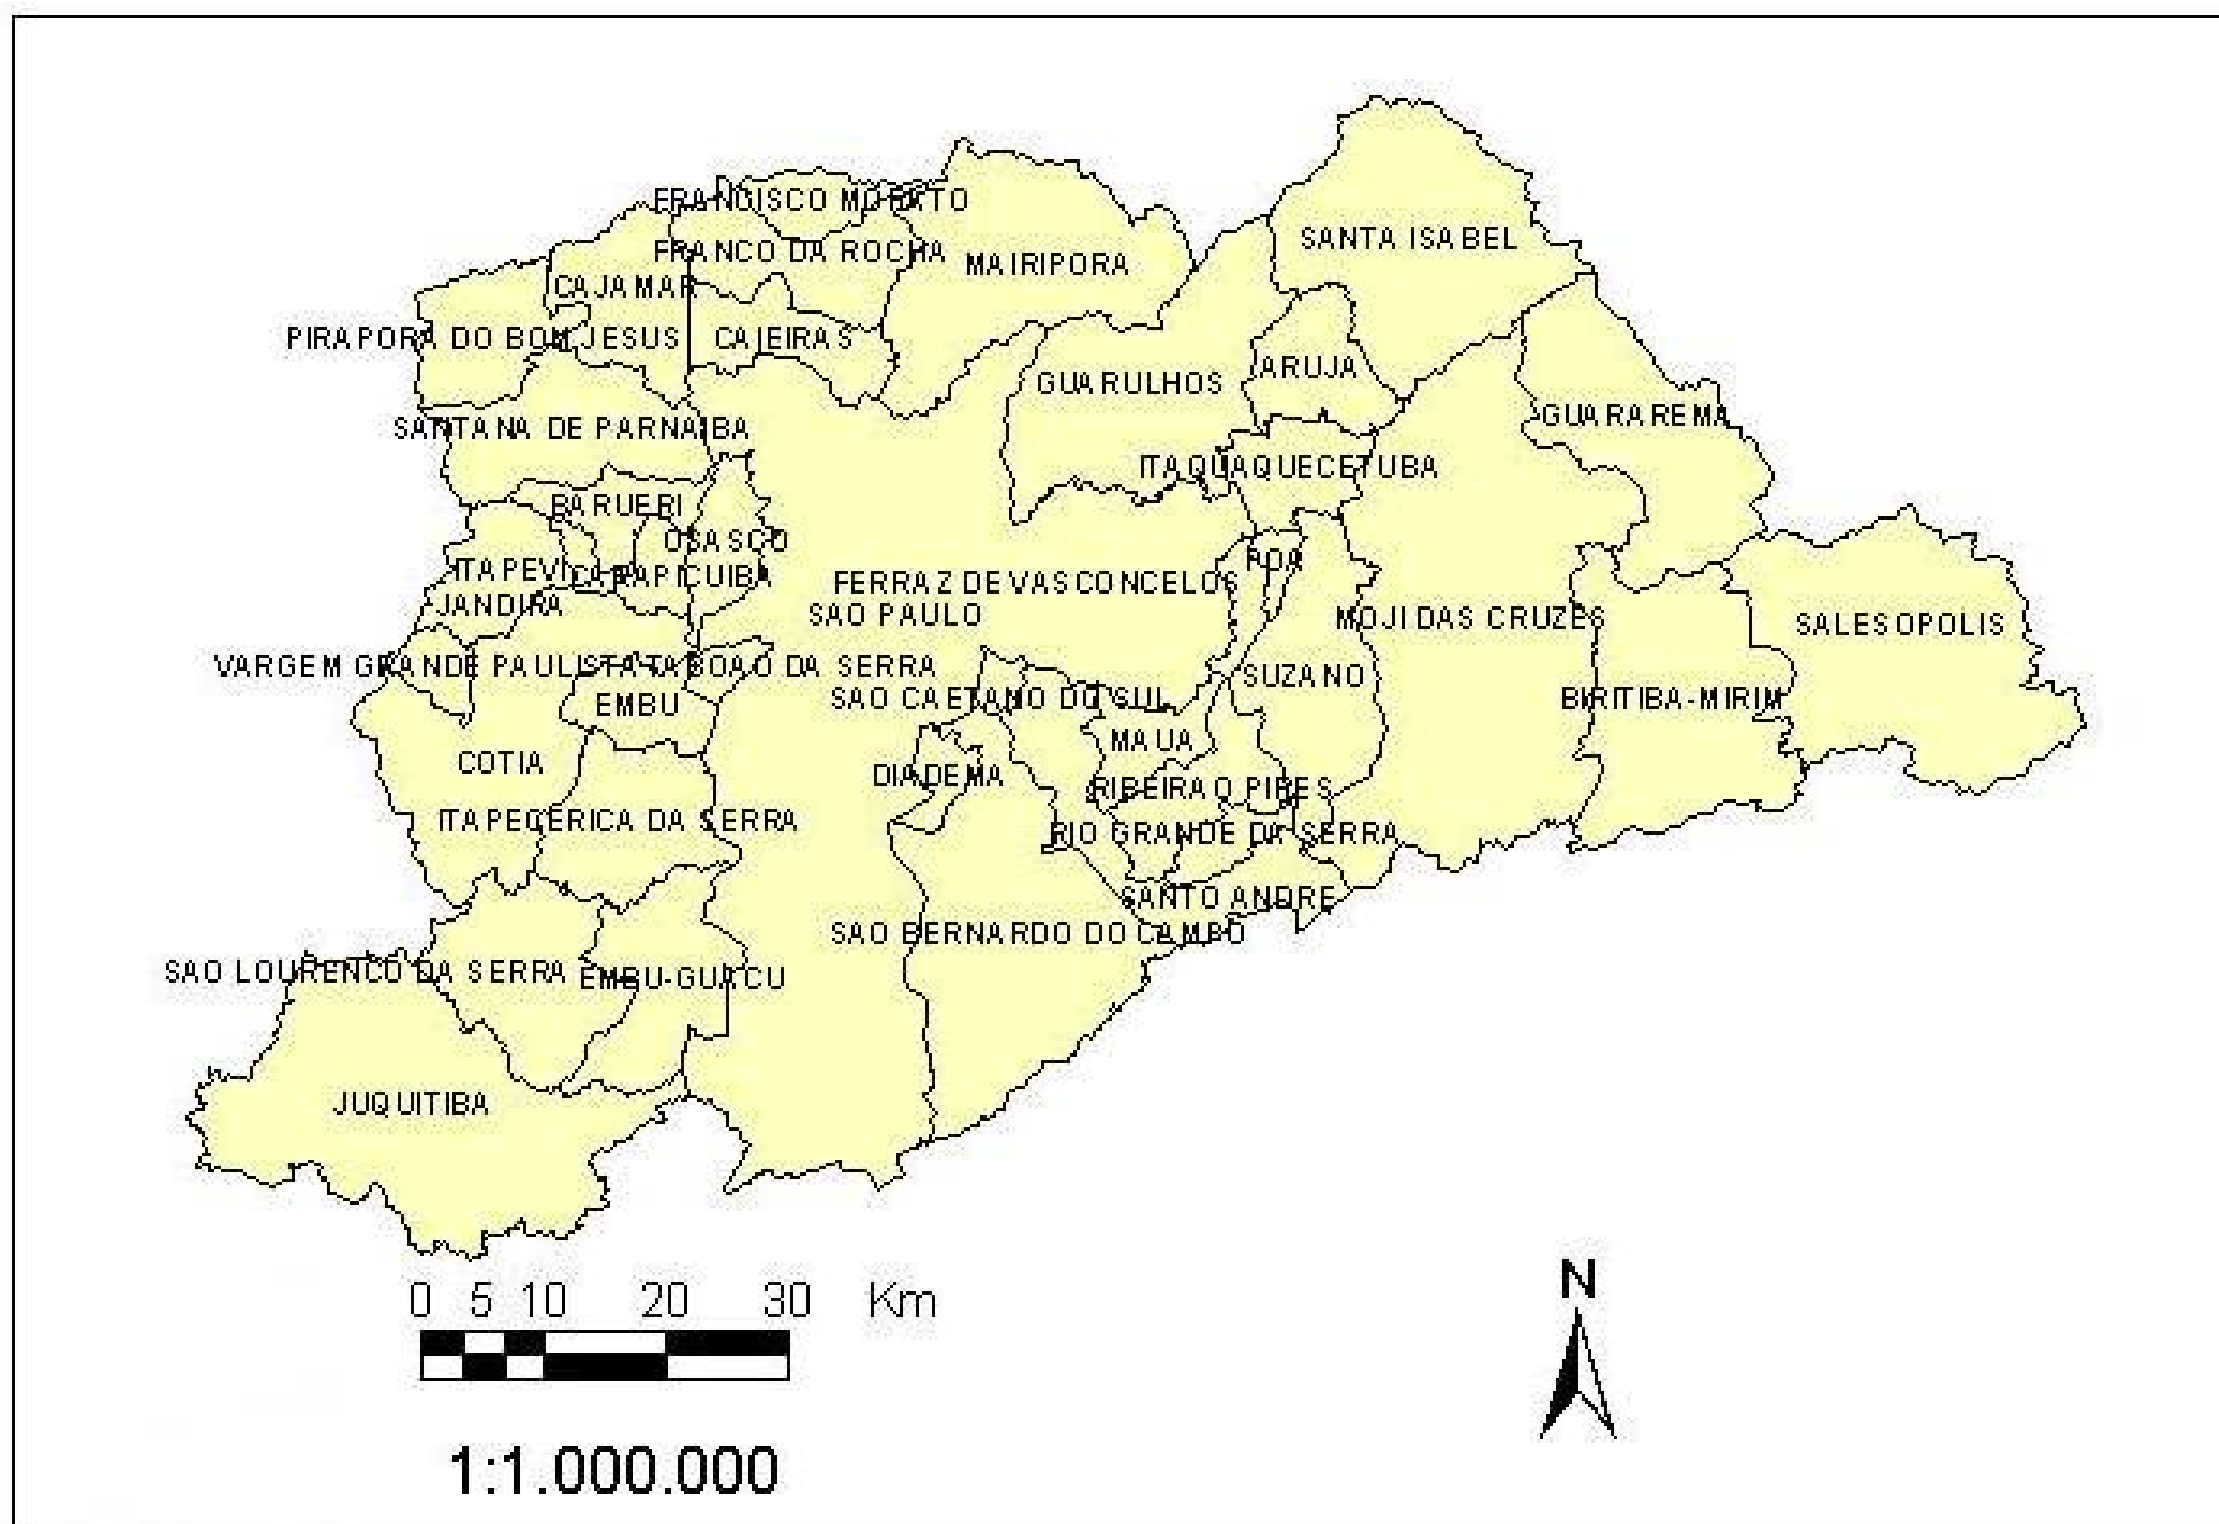 FRANCISCO MORATO
SANTA ISABEL
FRANCO DA ROCHA
MAIRIPORA
CAJAMAR
PIRAPORA DO BOM JESUS
CAIEIRAS
ARUJA
GUARULHOS
GUARAREMA
SANTANA DE PARNAIBA
ITAQUAQUECETUBA
BARUERI
OSASCO
POA
ITAPEVI
CARAPICUIBA
FERRAZ DE VASCONCELOS
JANDIRA
SAO PAULO
MOJI DAS CRUZES
SALESOPOLIS
VARGEM GRANDE PAULISTA
TABOAO DA SERRA
SUZANO
EMBU
SAO CAETANO DO SUL
BIRITIBA-MIRIM
MAUA
COTIA
DIADEMA
RIBEIRAO PIRES
ITAPECERICA DA SERRA
RIO GRANDE DA SERRA
SANTO ANDRE
SAO BERNARDO DO CAMPO
SAO LOURENCO DA SERRA
EMBU-GUACU
JUQUITIBA
N
0 5 10 20 30 Km
1:1.000.000